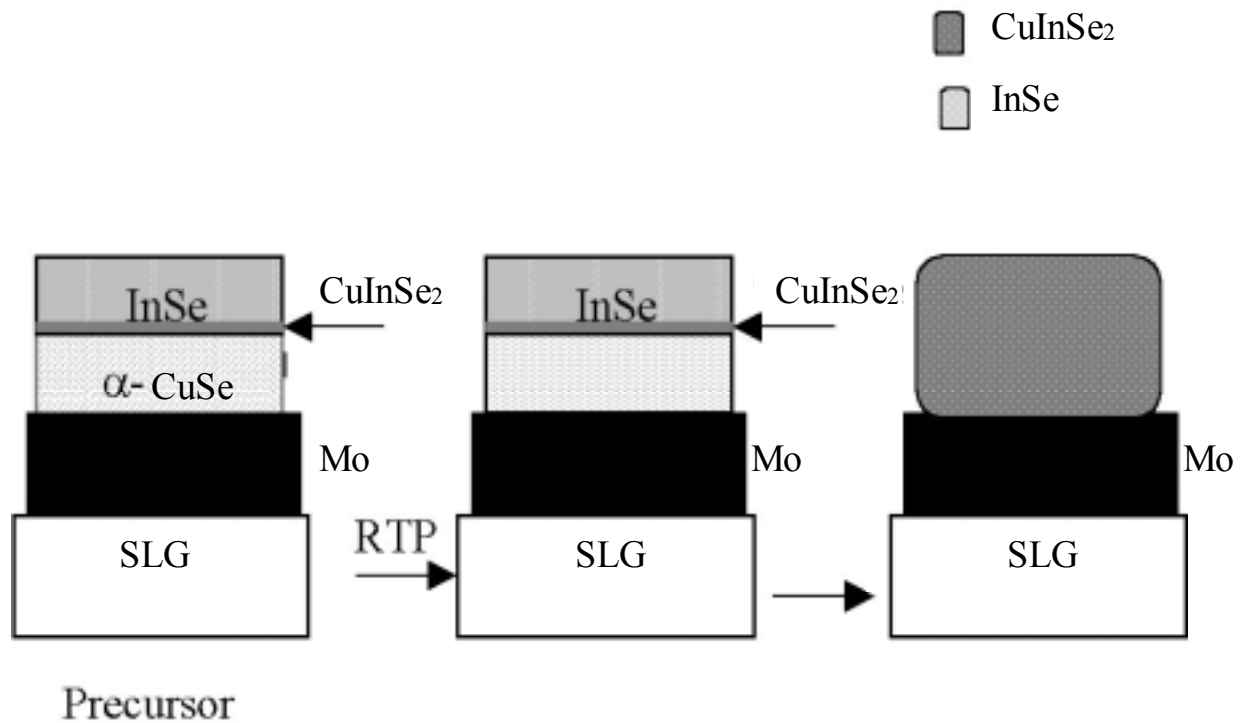 CuInSe₂
InSe
InSe
CuInSe₂
α- CuSe
Mo
SLG
RTP
InSe
CuInSe₂
Mo
SLG
Mo
SLG
Precursor